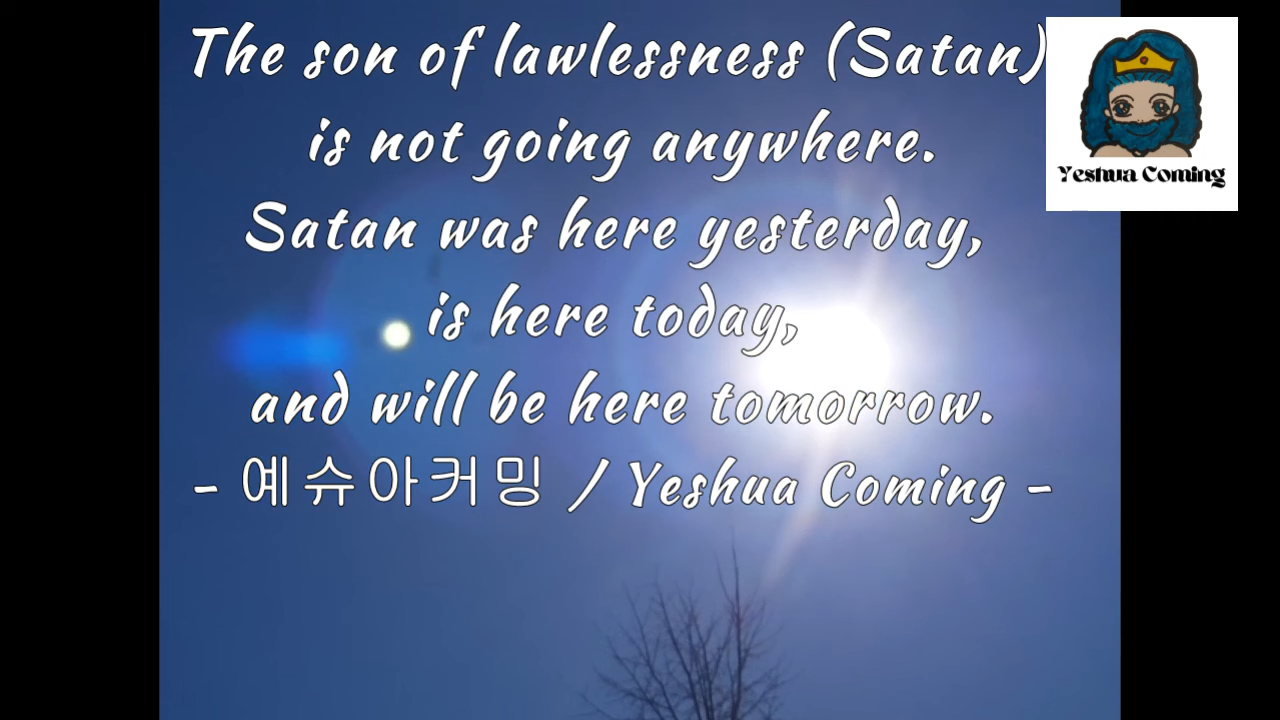 The son of lawlessness (Satan)
is not going anywhere.
Satan was here yesterday,
is here today,
and will be here tomorrow.
- 예슈아커밍 / Yeshua Coming -
Yeshua Coming